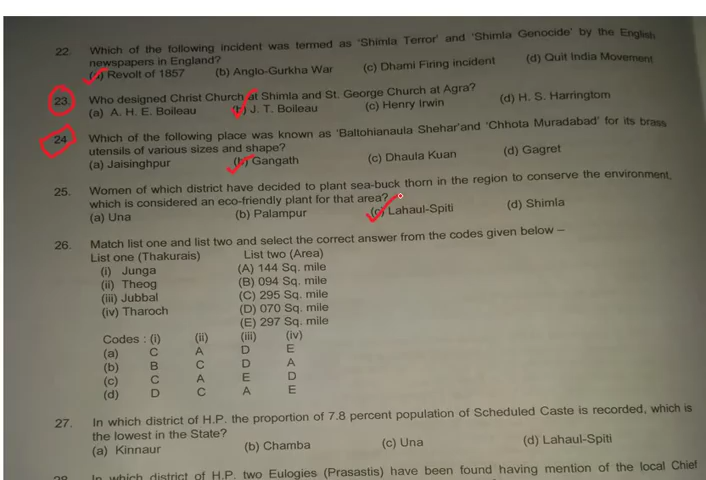 22. Which of the following incident was termed as 'Shimla Terror' and 'Shimla Genocide' by the English
newspapers in England?
(a) Revolt of 1857 (b) Anglo-Gurkha War (c) Dhami Firing incident (d) Quit India Movement
23. Who designed Christ Church at Shimla and St. George Church at Agra?
(a) A. H. E. Boileau (b) J. T. Boileau (c) Henry Irwin (d) H. S. Harringtom
24. Which of the following place was known as 'Baltohianaula Shehar'and 'Chhota Muradabad' for its brass
utensils of various sizes and shape?
(a) Jaisinghpur (b) Gangath (c) Dhaula Kuan (d) Gagret
25. Women of which district have decided to plant sea-buck thorn in the region to conserve the environment,
which is considered an eco-friendly plant for that area?
(a) Una (b) Palampur (c) Lahaul-Spiti (d) Shimla
26. Match list one and list two and select the correct answer from the codes given below –
List one (Thakurais) List two (Area)
(i) Junga (A) 144 Sq. mile
(ii) Theog (B) 094 Sq. mile
(iii) Jubbal (C) 295 Sq. mile
(iv) Tharoch (D) 070 Sq. mile
(E) 297 Sq. mile
Codes : (i) (ii) (iii) (iv)
(a) C A D E
(b) B C D A
(c) C A E D
(d) D C A E
27. In which district of H.P. the proportion of 7.8 percent population of Scheduled Caste is recorded, which is
the lowest in the State?
(a) Kinnaur (b) Chamba (c) Una (d) Lahaul-Spiti
28. In which district of H.P. two Eulogies (Prasastis) have been found having mention of the local Chief